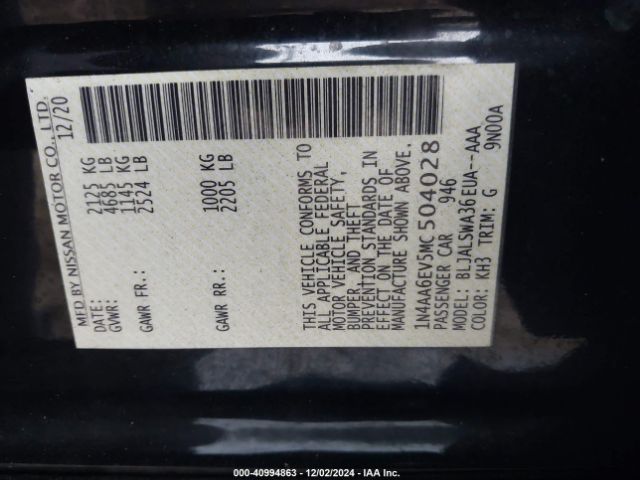 MFD BY NISSAN MOTOR CO., LTD.
DATE: 12/20
GVWR: 2125 KG
4685 LB
GAWR FR.: 1145 KG
2524 LB
GAWR RR.: 1000 KG
2205 LB
THIS VEHICLE CONFORMS TO
ALL APPLICABLE FEDERAL
MOTOR VEHICLE SAFETY,
BUMPER, AND THEFT
PREVENTION STANDARDS IN
EFFECT ON THE DATE OF
MANUFACTURE SHOWN ABOVE.
1N4AA6EV5MC504028
PASSENGER CAR 946
MODEL: BLJALSWA36EUA--AAA
COLOR: KH3 TRIM: G 9N00A
000-40994863 - 12/02/2024 - IAA Inc.